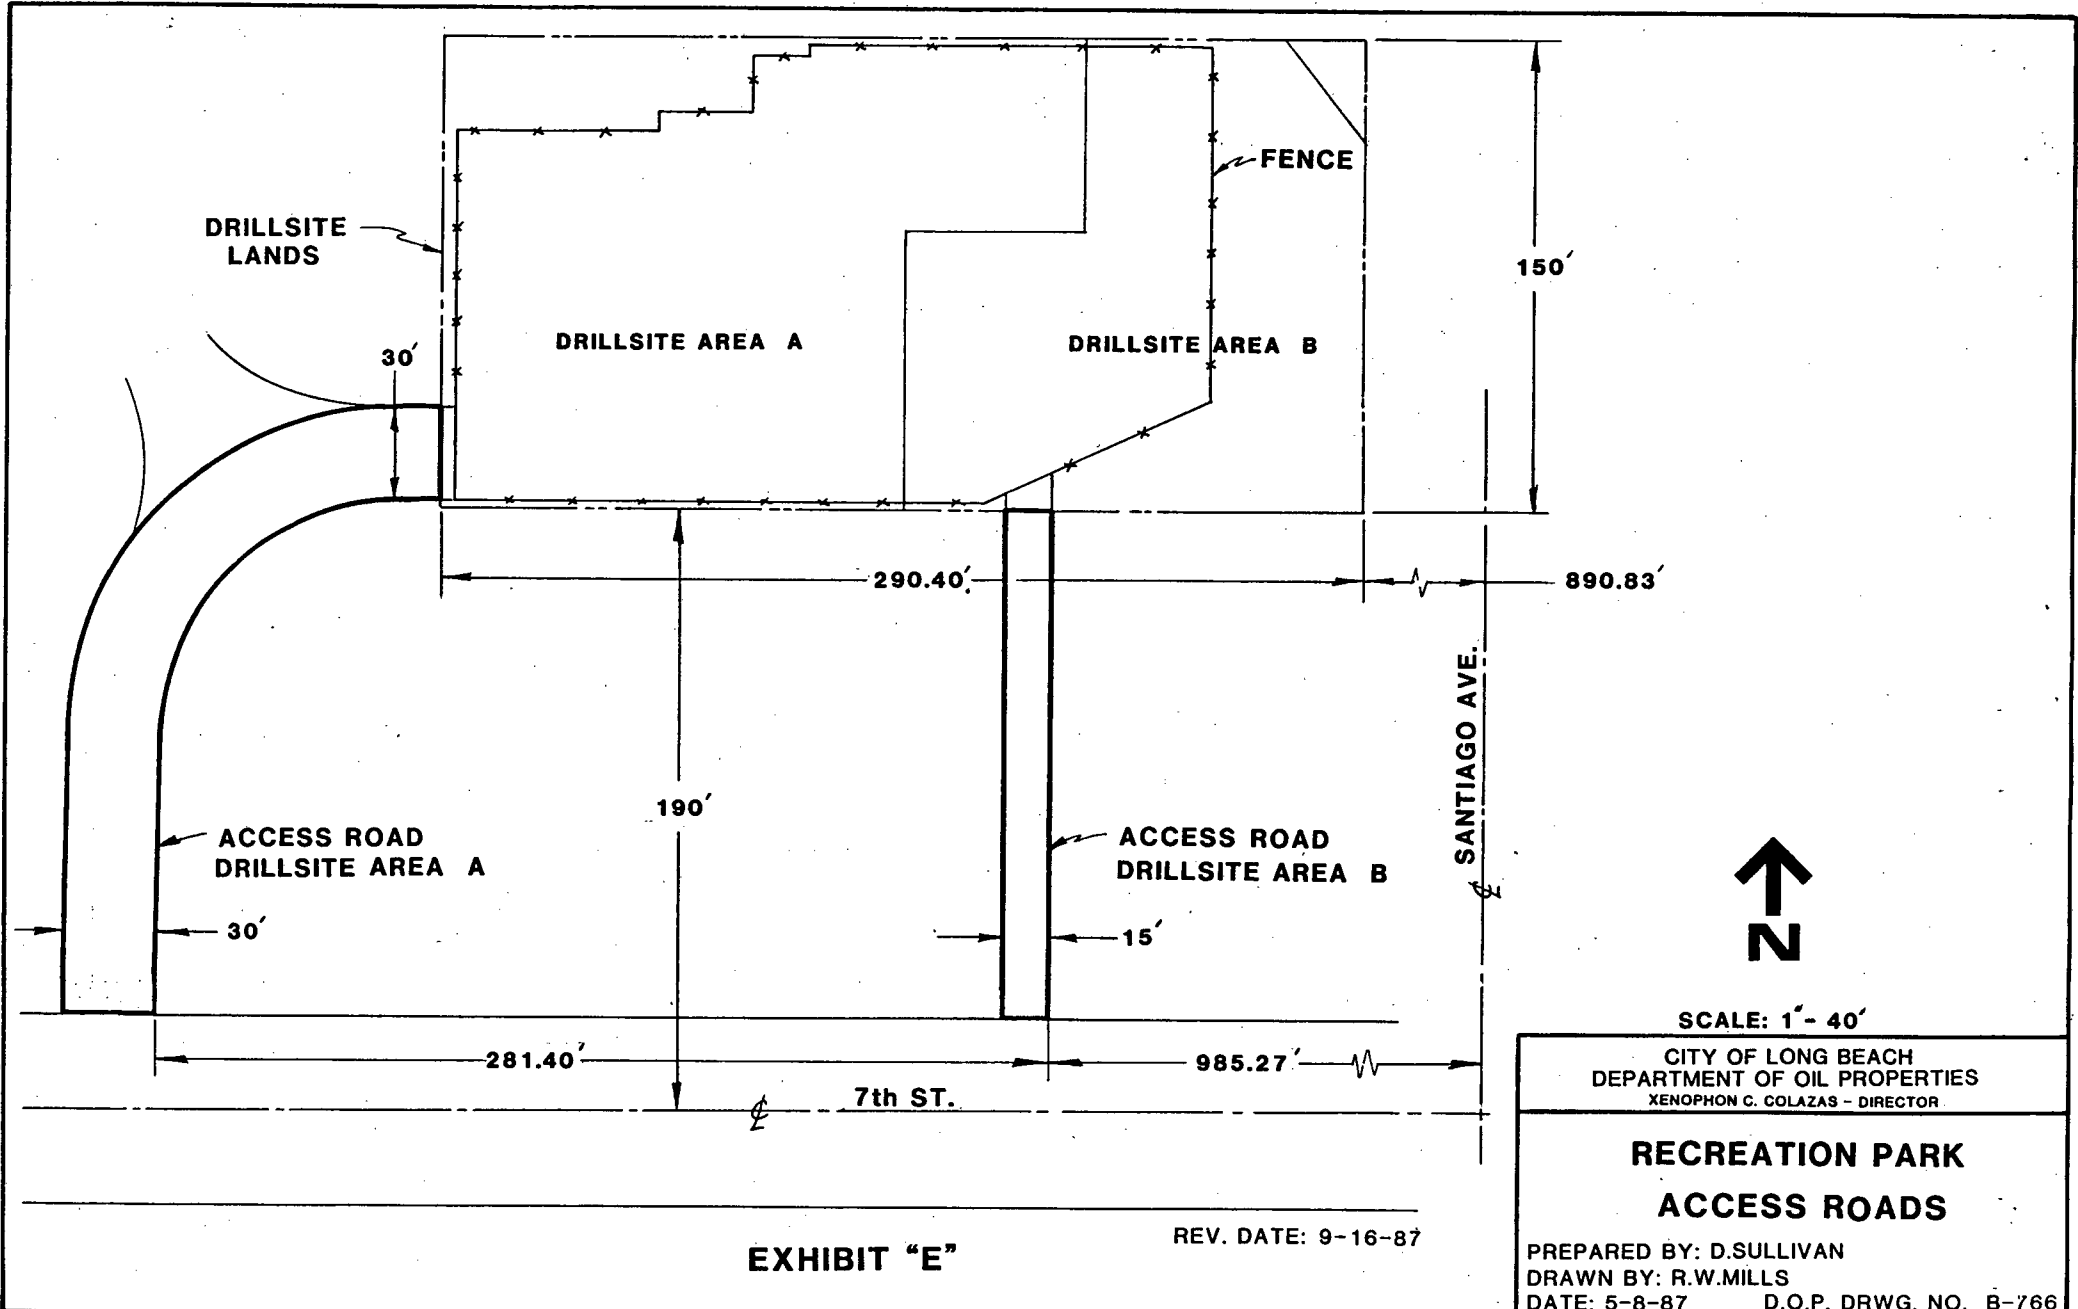 FENCE
DRILLSITE
LANDS
150′
DRILLSITE AREA A
DRILLSITE AREA B
30′
290.40′
890.83′
SANTIAGO AVE.
190′
ACCESS ROAD
DRILLSITE AREA A
ACCESS ROAD
DRILLSITE AREA B
30′
15′
N
SCALE: 1"- 40′
281.40′
985.27′
7th ST.
CITY OF LONG BEACH
DEPARTMENT OF OIL PROPERTIES
XENOPHON C. COLAZAS - DIRECTOR
RECREATION PARK
ACCESS ROADS
REV. DATE: 9-16-87
EXHIBIT “E”
PREPARED BY: D.SULLIVAN
DRAWN BY: R.W.MILLS
DATE: 5-8-87 D.O.P. DRWG. NO. B-766